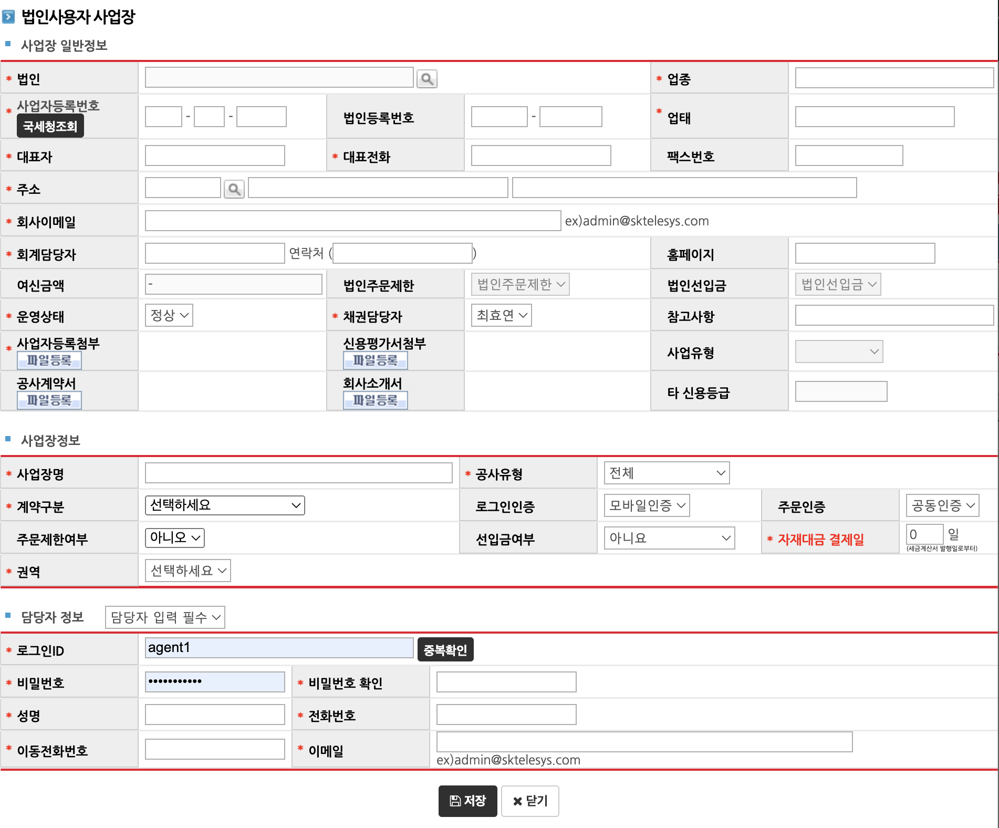 법인사용자 사업장
사업장 일반정보
* 법인
* 업종
* 사업자등록번호 - - 법인등록번호 - * 업태
국세청조회
* 대표자 * 대표전화 팩스번호
* 주소
* 회사이메일 ex)admin@sktelesys.com
* 회계담당자 연락처 ( ) 홈페이지
여신금액 - 법인주문제한 법인주문제한 법인선입금 법인선입금
* 운영상태 정상 * 채권담당자 최효연 참고사항
* 사업자등록첨부 신용평가서첨부 사업유형
파일등록 파일등록
공사계약서 회사소개서 타 신용등급
파일등록 파일등록
사업장정보
* 사업장명 * 공사유형 전체
* 계약구분 선택하세요 로그인인증 모바일인증 주문인증 공동인증
주문제한여부 아니오 선입금여부 아니요 * 자재대금 결제일 0 일
(세금계산서 발행일로부터)
* 권역 선택하세요
담당자 정보 담당자 입력 필수
* 로그인ID agent1 중복확인
* 비밀번호 ••••••••••• * 비밀번호 확인
* 성명 * 전화번호
* 이동전화번호 * 이메일
ex)admin@sktelesys.com
저장 닫기